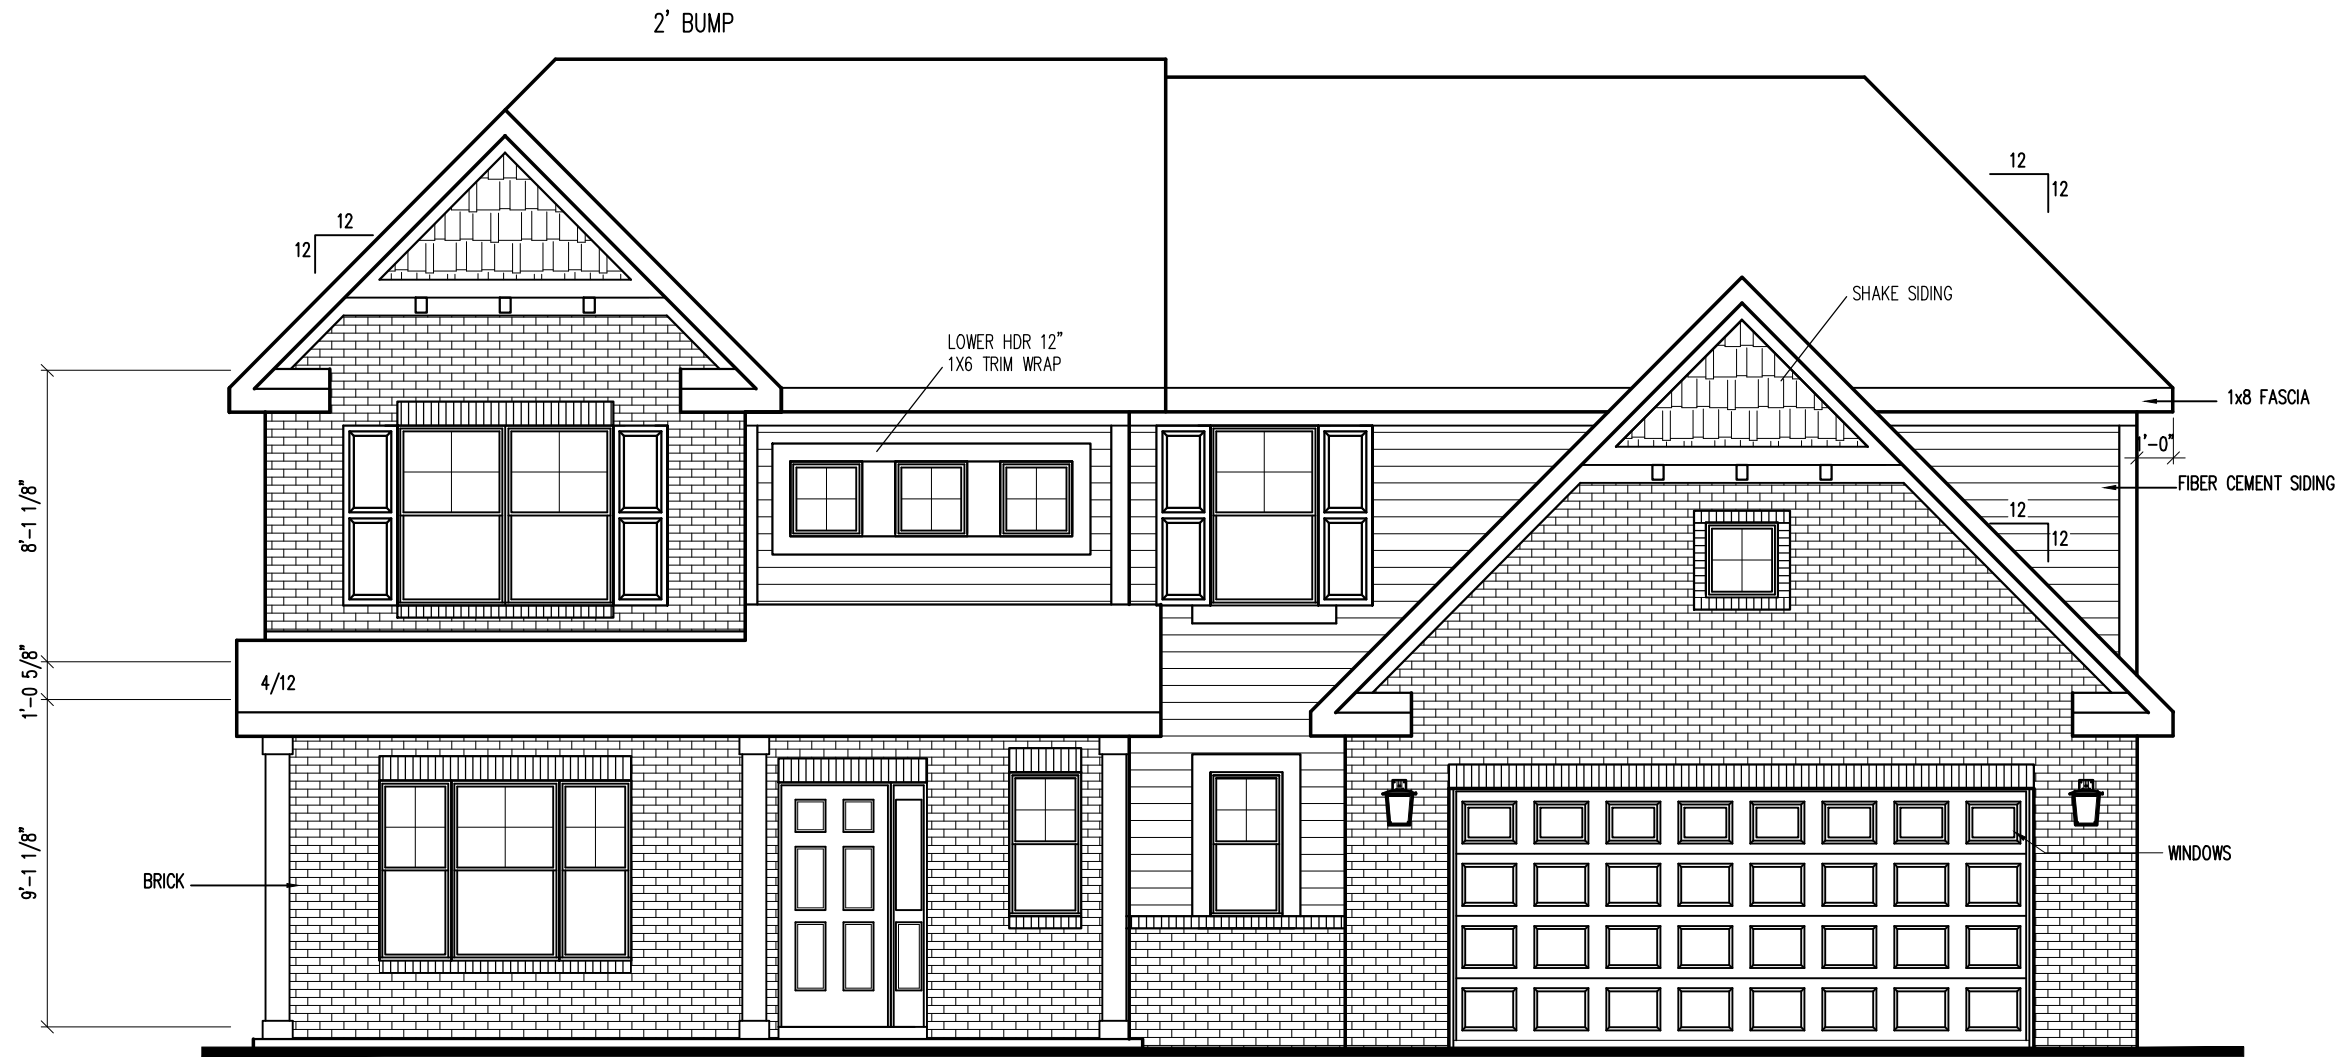 2' BUMP
12
12
12
12
SHAKE SIDING
LOWER HDR 12"
1X6 TRIM WRAP
1x8 FASCIA
1'-0"
FIBER CEMENT SIDING
8'-1 1/8"
12
12
1'-0 5/8"
4/12
9'-1 1/8"
WINDOWS
BRICK